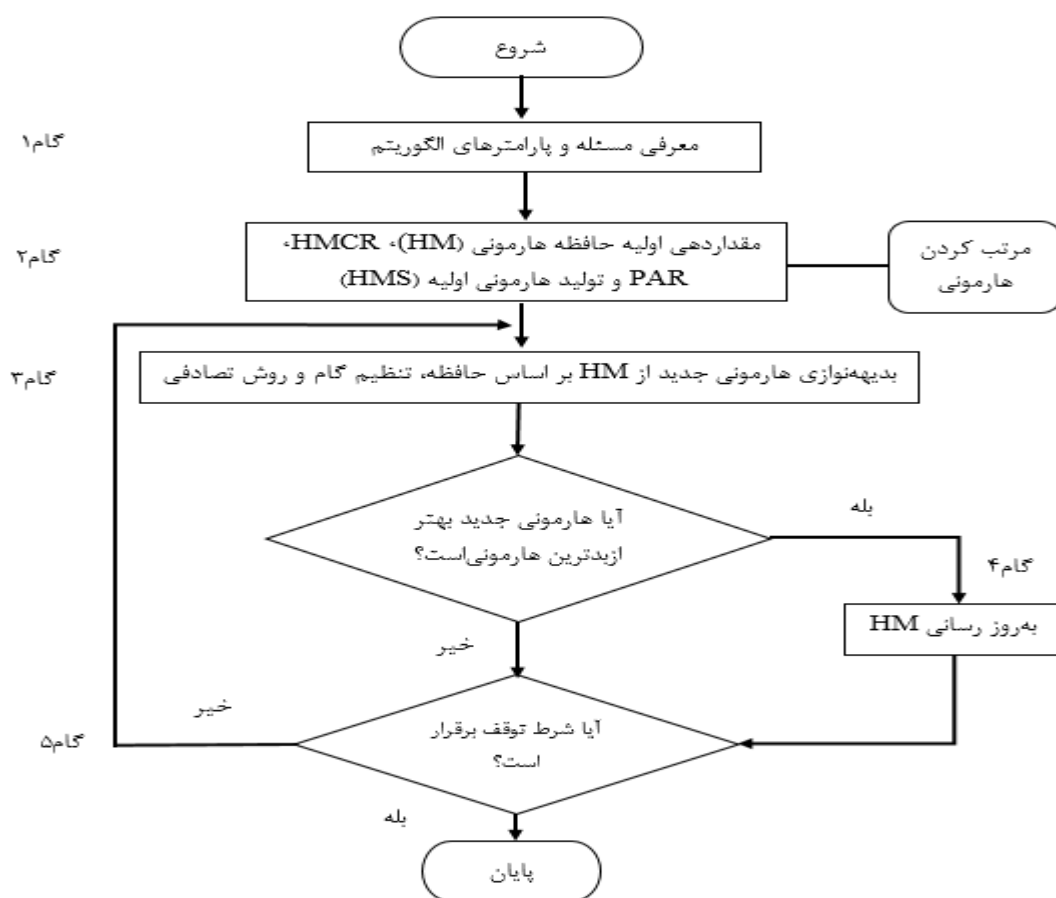 شروع
گام۱
معرفی مسئله و پارامترهای الگوریتم
گام۲
مقداردهی اولیه حافظه هارمونی (HM)، HMCR،
PAR و تولید هارمونی اولیه (HMS)
مرتب کردن
هارمونی
گام۳
بدیهه‌نوازی هارمونی جدید از HM بر اساس حافظه، تنظیم گام و روش تصادفی
آیا هارمونی جدید بهتر
ازبدترین هارمونی‌است؟
بله
گام۴
به‌روز رسانی HM
خیر
خیر
گام۵
آیا شرط توقف برقرار
است؟
بله
پایان